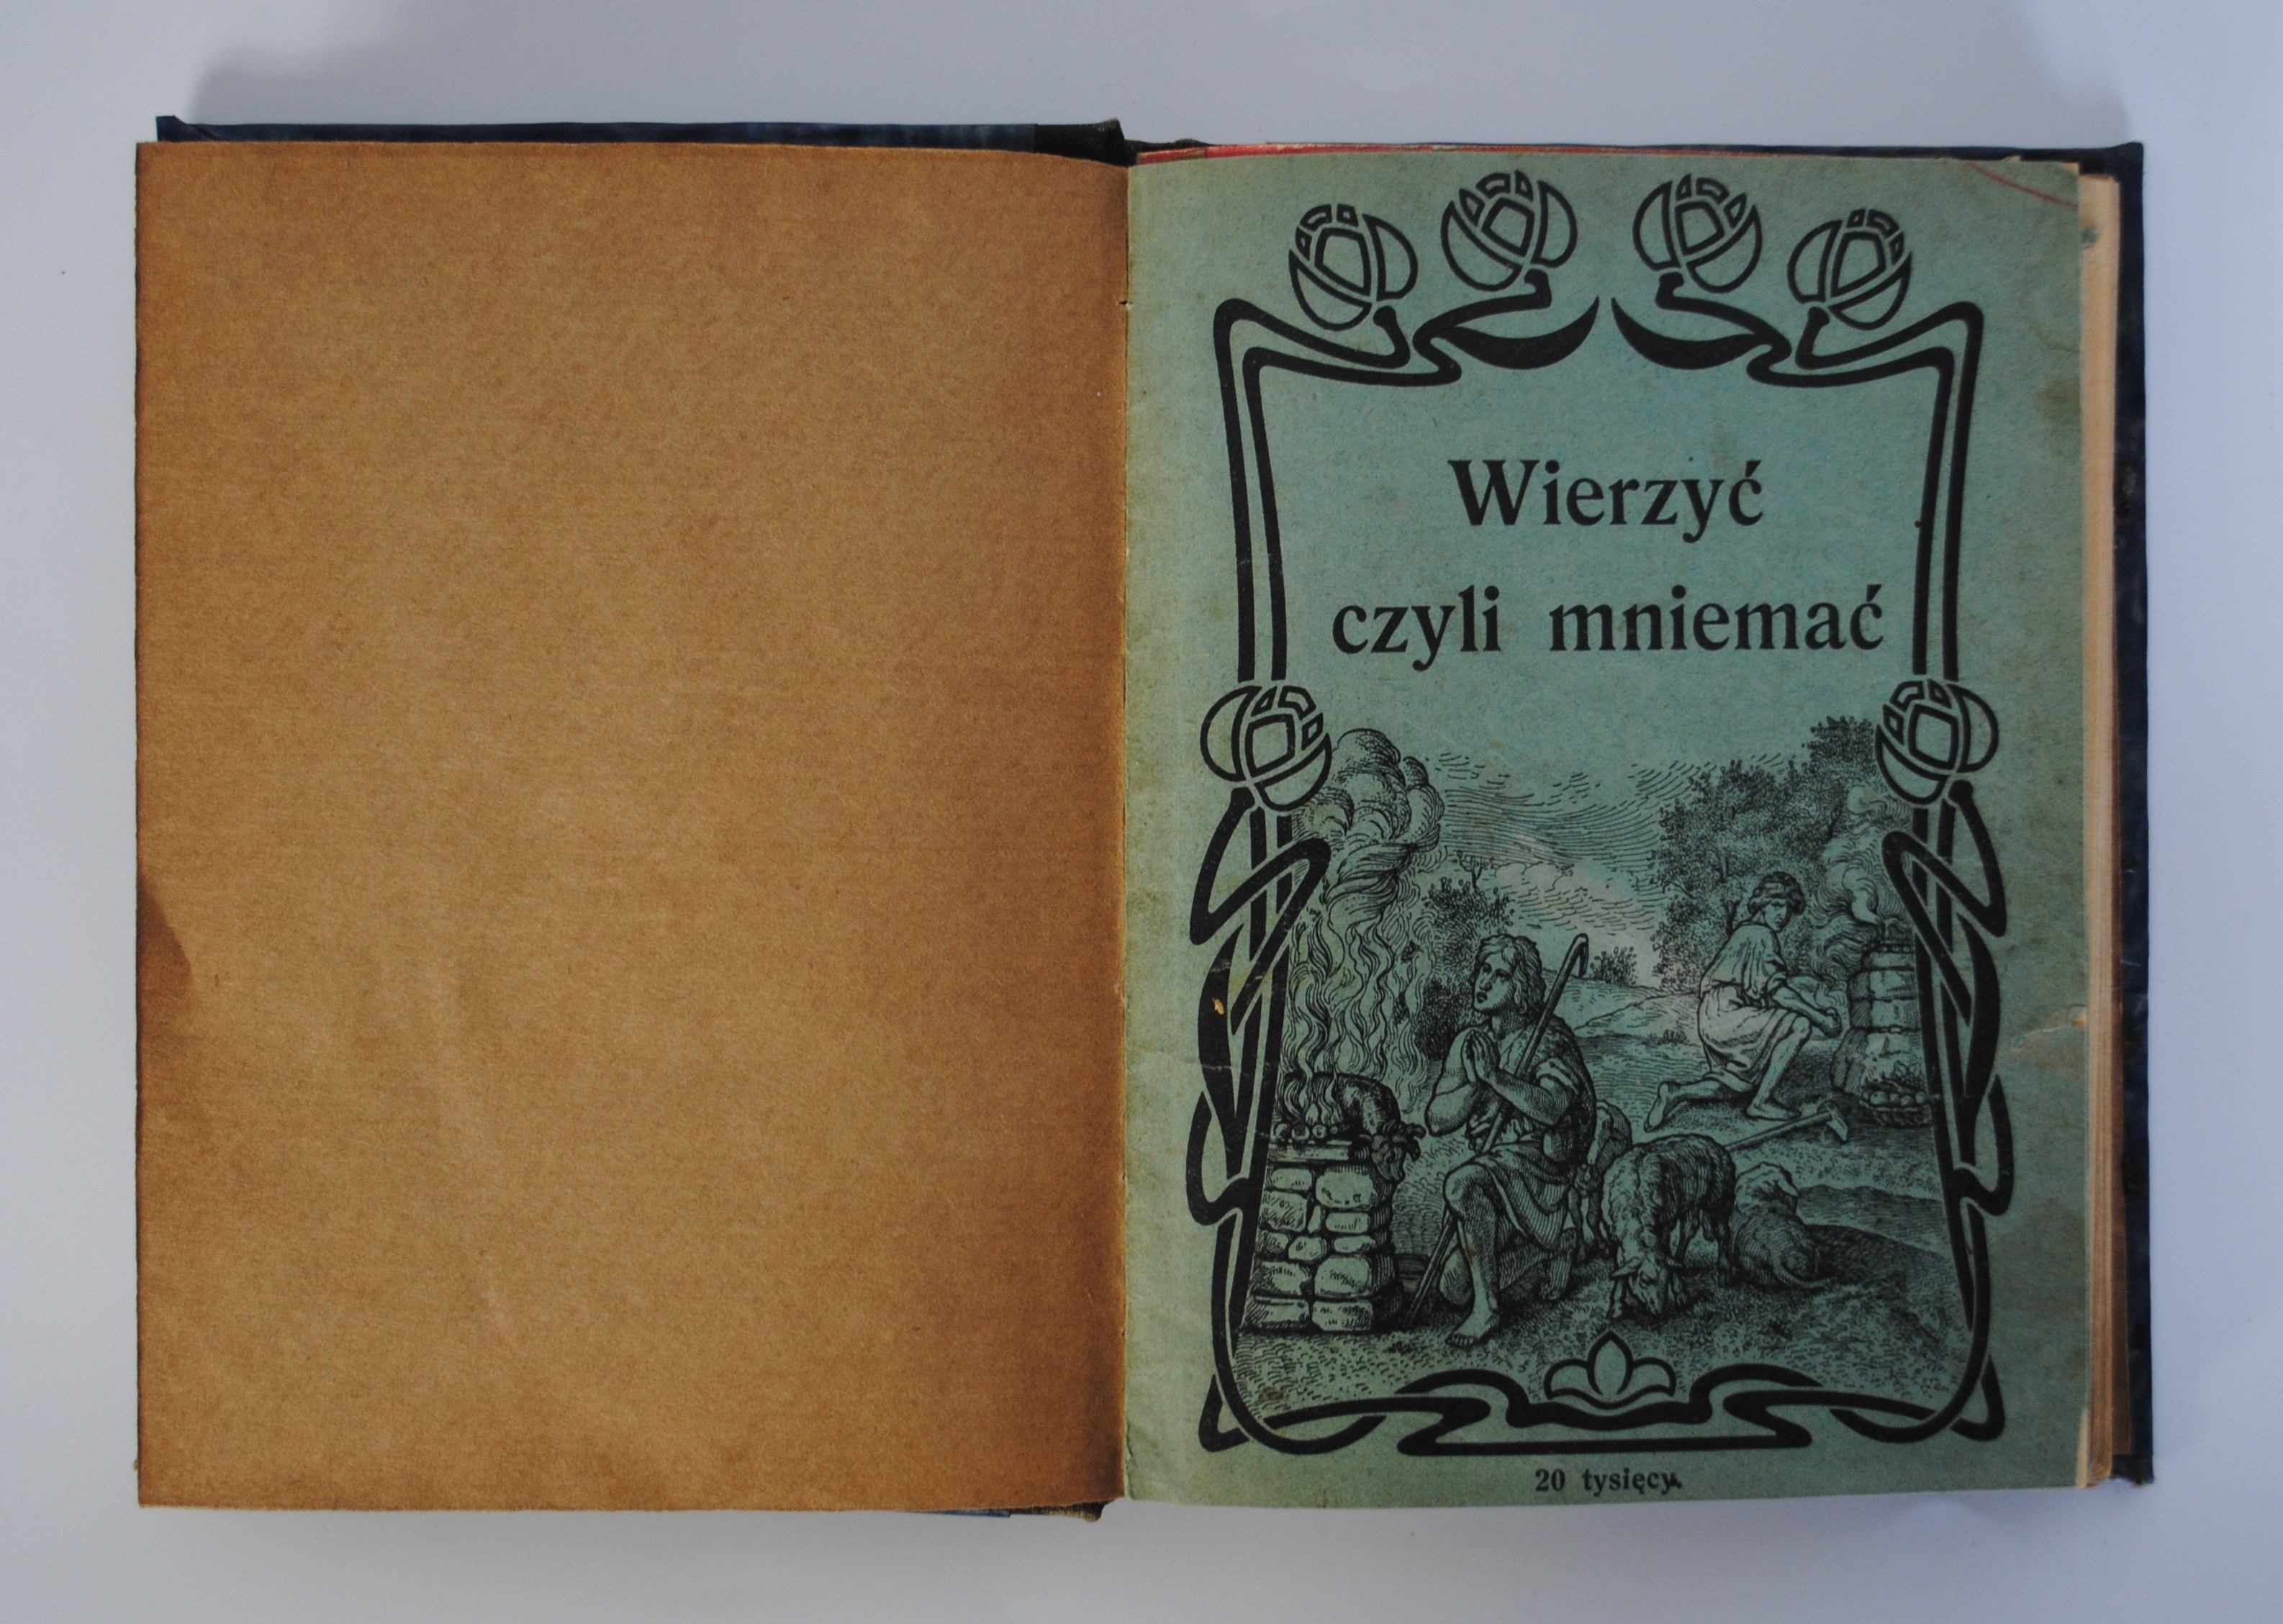 Wierzyć
czyli mniemać
20 tysięcy.